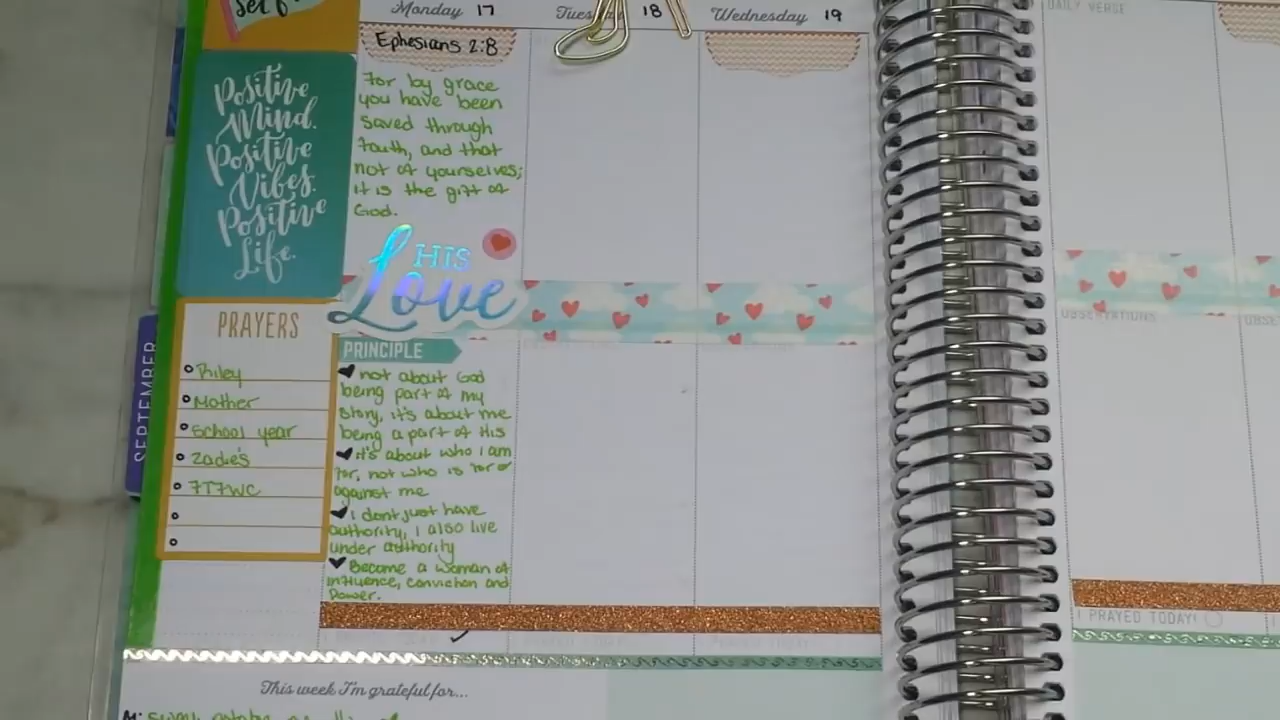 Set
Monday 17
Tues 18
Wednesday 19
DAILY VERSE
Ephesians 2:8
For by grace
you have been
saved through
faith, and that
not of yourselves;
it is the gift of
God.
Positive
Mind.
Positive
Vibes.
Positive
Life.
HIS
Love
PRAYERS
Riley
Mother
School year
Zadie's
7T7WC
SEPTEMBER
PRINCIPLE
not about God
being part of my
story, it's about me
being a part of His
it's about who I am
for, not who is for or
against me
I dont just have
authority, I also live
under authority
Become a woman of
influence, conviction and
power.
OBSERVATIONS
OBSE
I PRAYED TODAY!
This week I'm grateful for...
M: